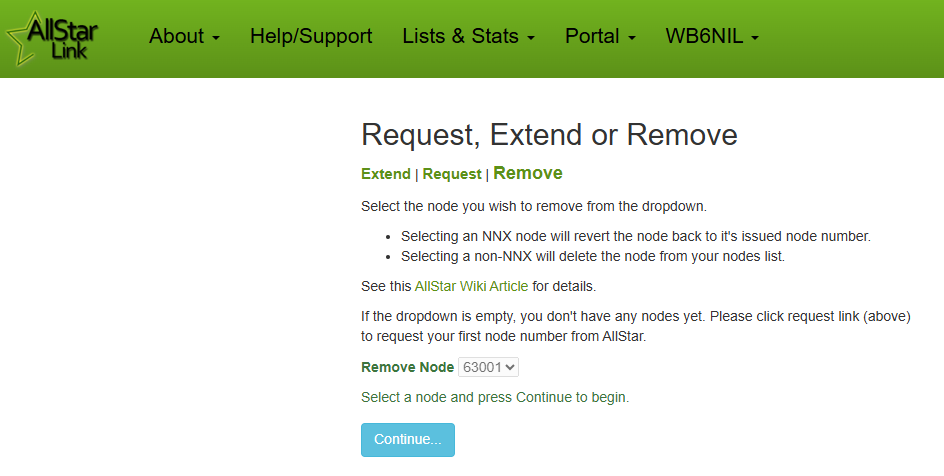 AllStar
Link
About
Help/Support
Lists & Stats
Portal
WB6NIL
Request, Extend or Remove
Extend | Request | Remove
Select the node you wish to remove from the dropdown.
• Selecting an NNX node will revert the node back to it's issued node number.
• Selecting a non-NNX will delete the node from your nodes list.
See this AllStar Wiki Article for details.
If the dropdown is empty, you don't have any nodes yet. Please click request link (above)
to request your first node number from AllStar.
Remove Node 63001
Select a node and press Continue to begin.
Continue...